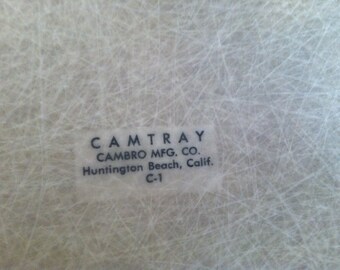 CAMTRAY
CAMBRO MFG. CO.
Huntington Beach, Calif.
C-1